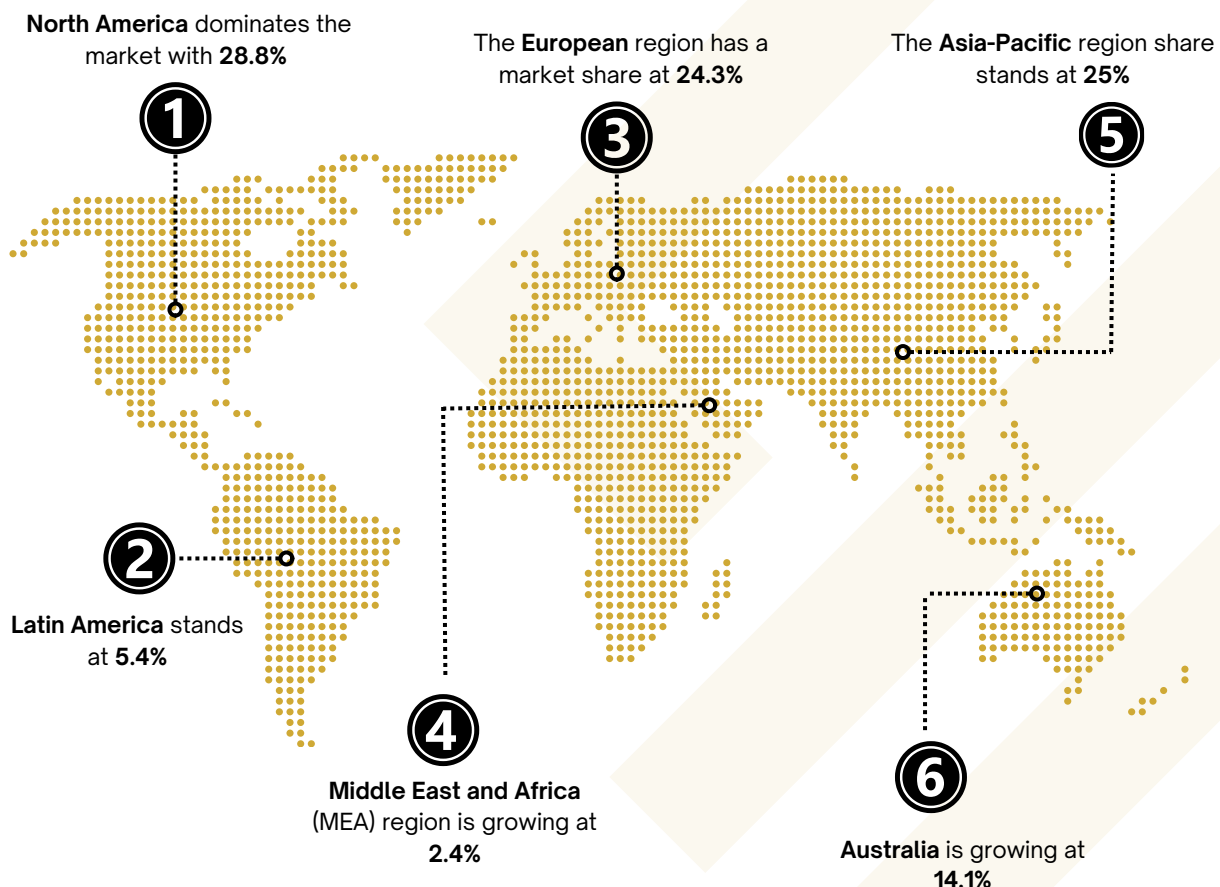 North America dominates the
market with 28.8%
1
The European region has a
market share at 24.3%
3
The Asia-Pacific region share
stands at 25%
5
2
Latin America stands
at 5.4%
4
Middle East and Africa
(MEA) region is growing at
2.4%
6
Australia is growing at
14.1%